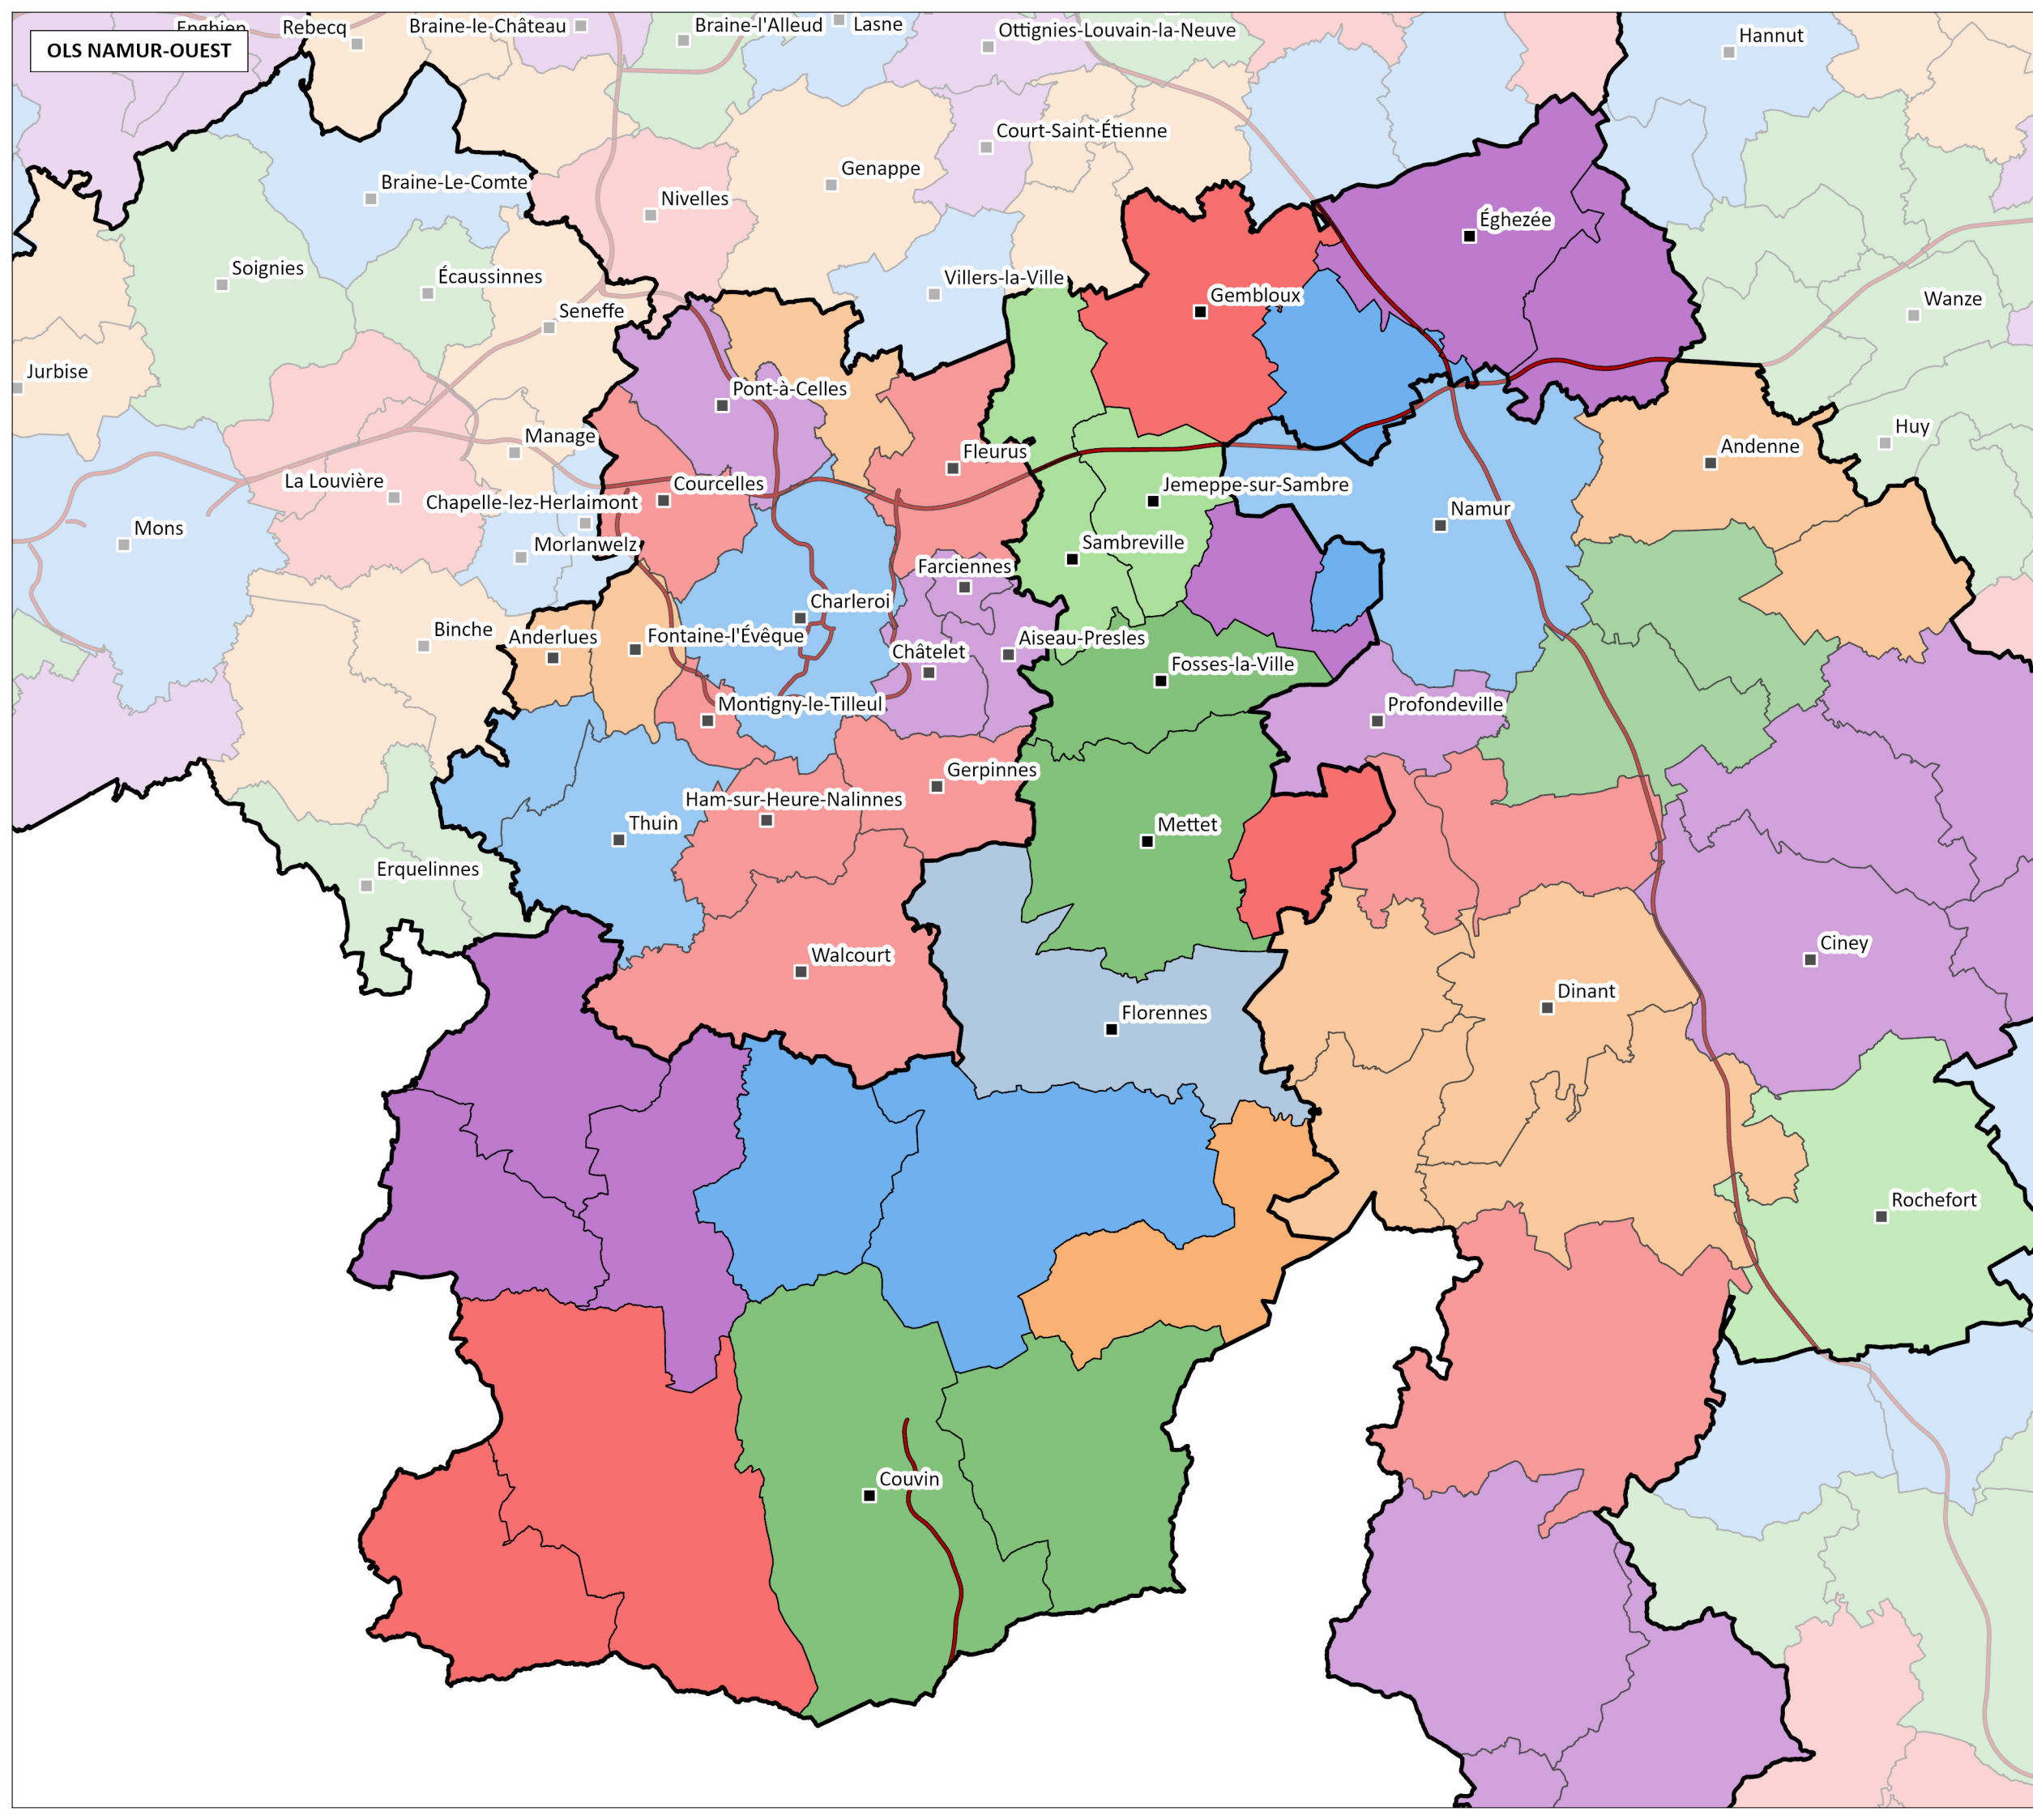 Enghien
Rebecq
Braine-le-Château
Braine-l'Alleud
Lasne
Ottignies-Louvain-la-Neuve
Hannut
OLS NAMUR-OUEST
Court-Saint-Étienne
Genappe
Braine-Le-Comte
Nivelles
Éghezée
Soignies
Écaussinnes
Villers-la-Ville
Gembloux
Wanze
Seneffe
Jurbise
Pont-à-Celles
Manage
Huy
Fleurus
Andenne
La Louvière
Courcelles
Jemeppe-sur-Sambre
Chapelle-lez-Herlaimont
Namur
Mons
Morlanwelz
Sambreville
Farciennes
Charleroi
Binche
Anderlues
Fontaine-l'Évêque
Aiseau-Presles
Châtelet
Fosses-la-Ville
Montigny-le-Tilleul
Profondeville
Gerpinnes
Ham-sur-Heure-Nalinnes
Thuin
Mettet
Erquelinnes
Ciney
Walcourt
Dinant
Florennes
Rochefort
Couvin